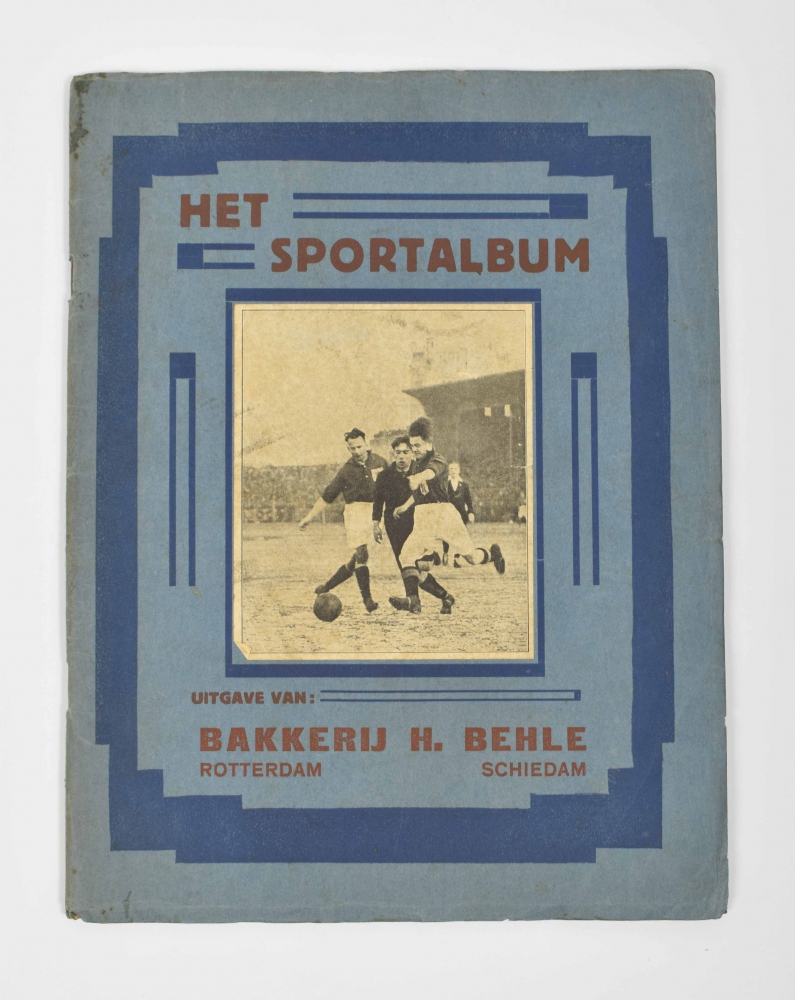 HET
SPORTALBUM
UITGAVE VAN:
BAKKERIJ H. BEHLE
ROTTERDAM SCHIEDAM